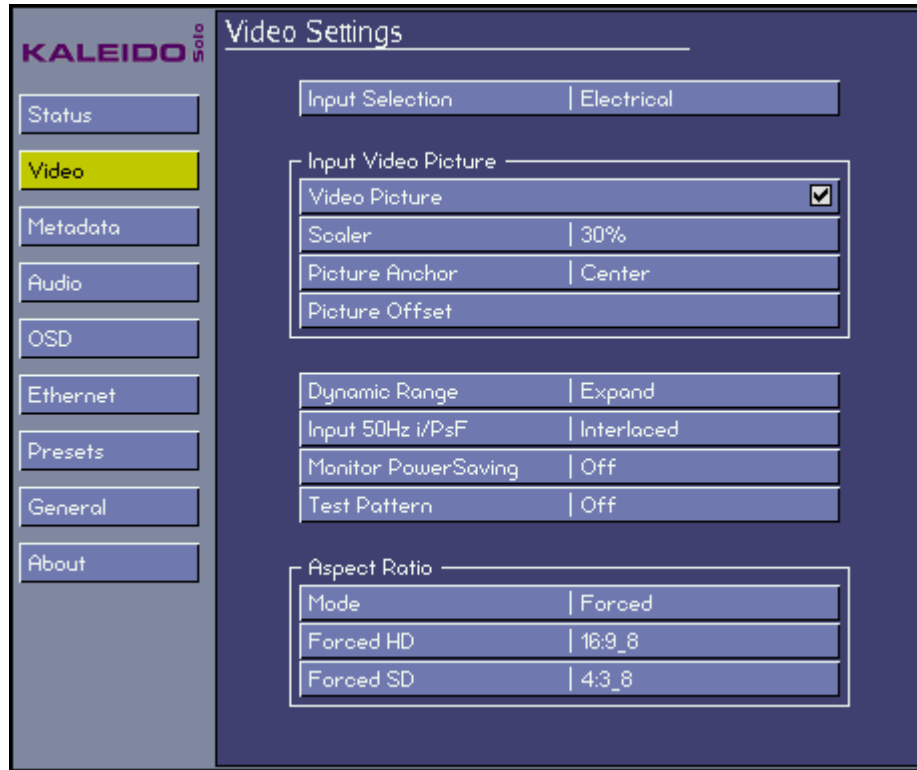 KALEIDO Solo
Status
Video
Metadata
Audio
OSD
Ethernet
Presets
General
About
Video Settings
Input Selection | Electrical
Input Video Picture
Video Picture
Scaler | 30%
Picture Anchor | Center
Picture Offset
Dynamic Range | Expand
Input 50Hz i/PsF | Interlaced
Monitor PowerSaving | Off
Test Pattern | Off
Aspect Ratio
Mode | Forced
Forced HD | 16:9_8
Forced SD | 4:3_8